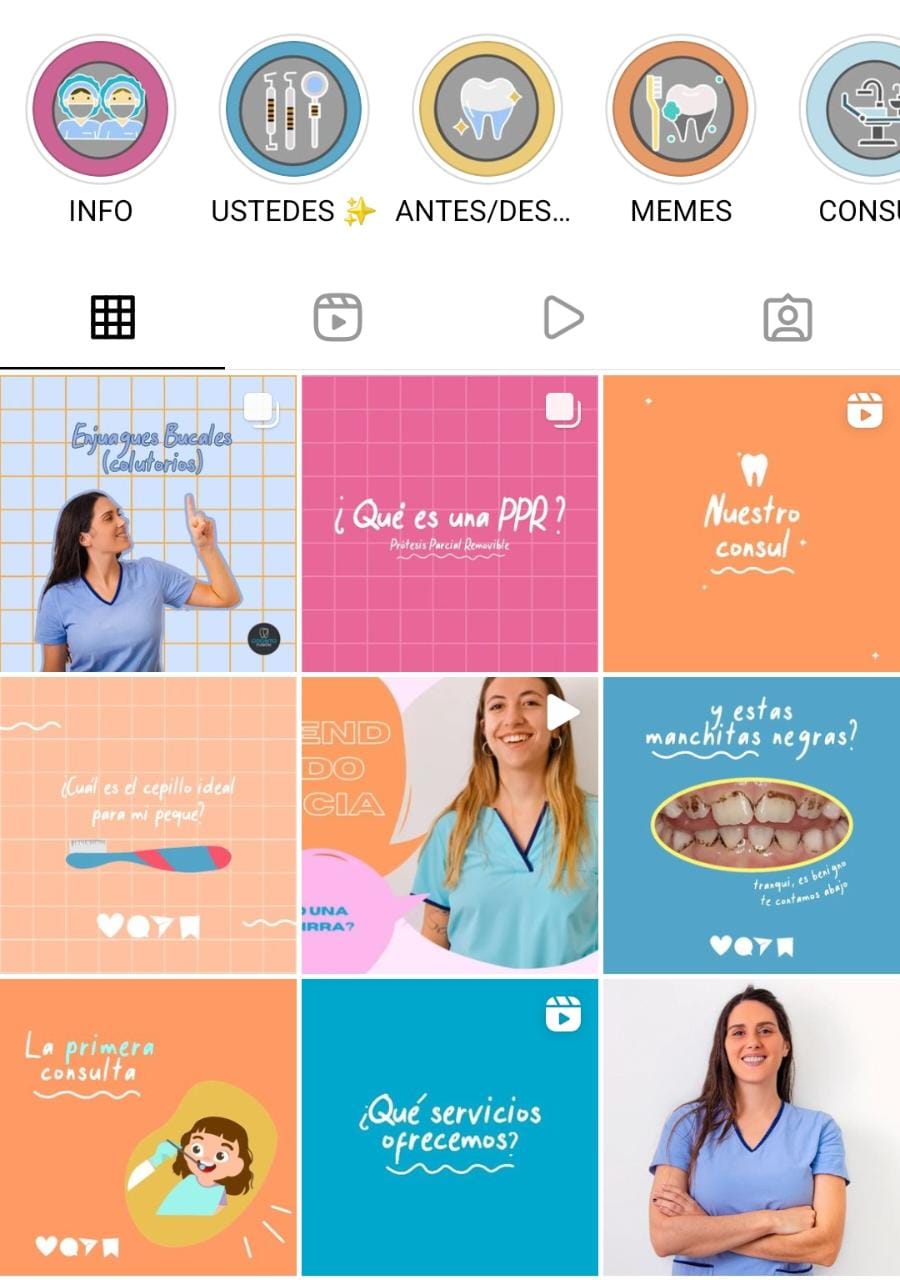 INFO
USTEDES ✨
ANTES/DES...
MEMES
CONSU
Enjuagues Bucales
(colutorios)
¿Qué es una PPR?
Prótesis Parcial Removible
Nuestro
consul
¿Cuál es el cepillo ideal
para mi peque?
END
DO
CIA
O UNA
IRRA?
y estas
manchitas negras?
tranqui, es benigno
te contamos abajo
La primera
consulta
¿Qué servicios
ofrecemos?